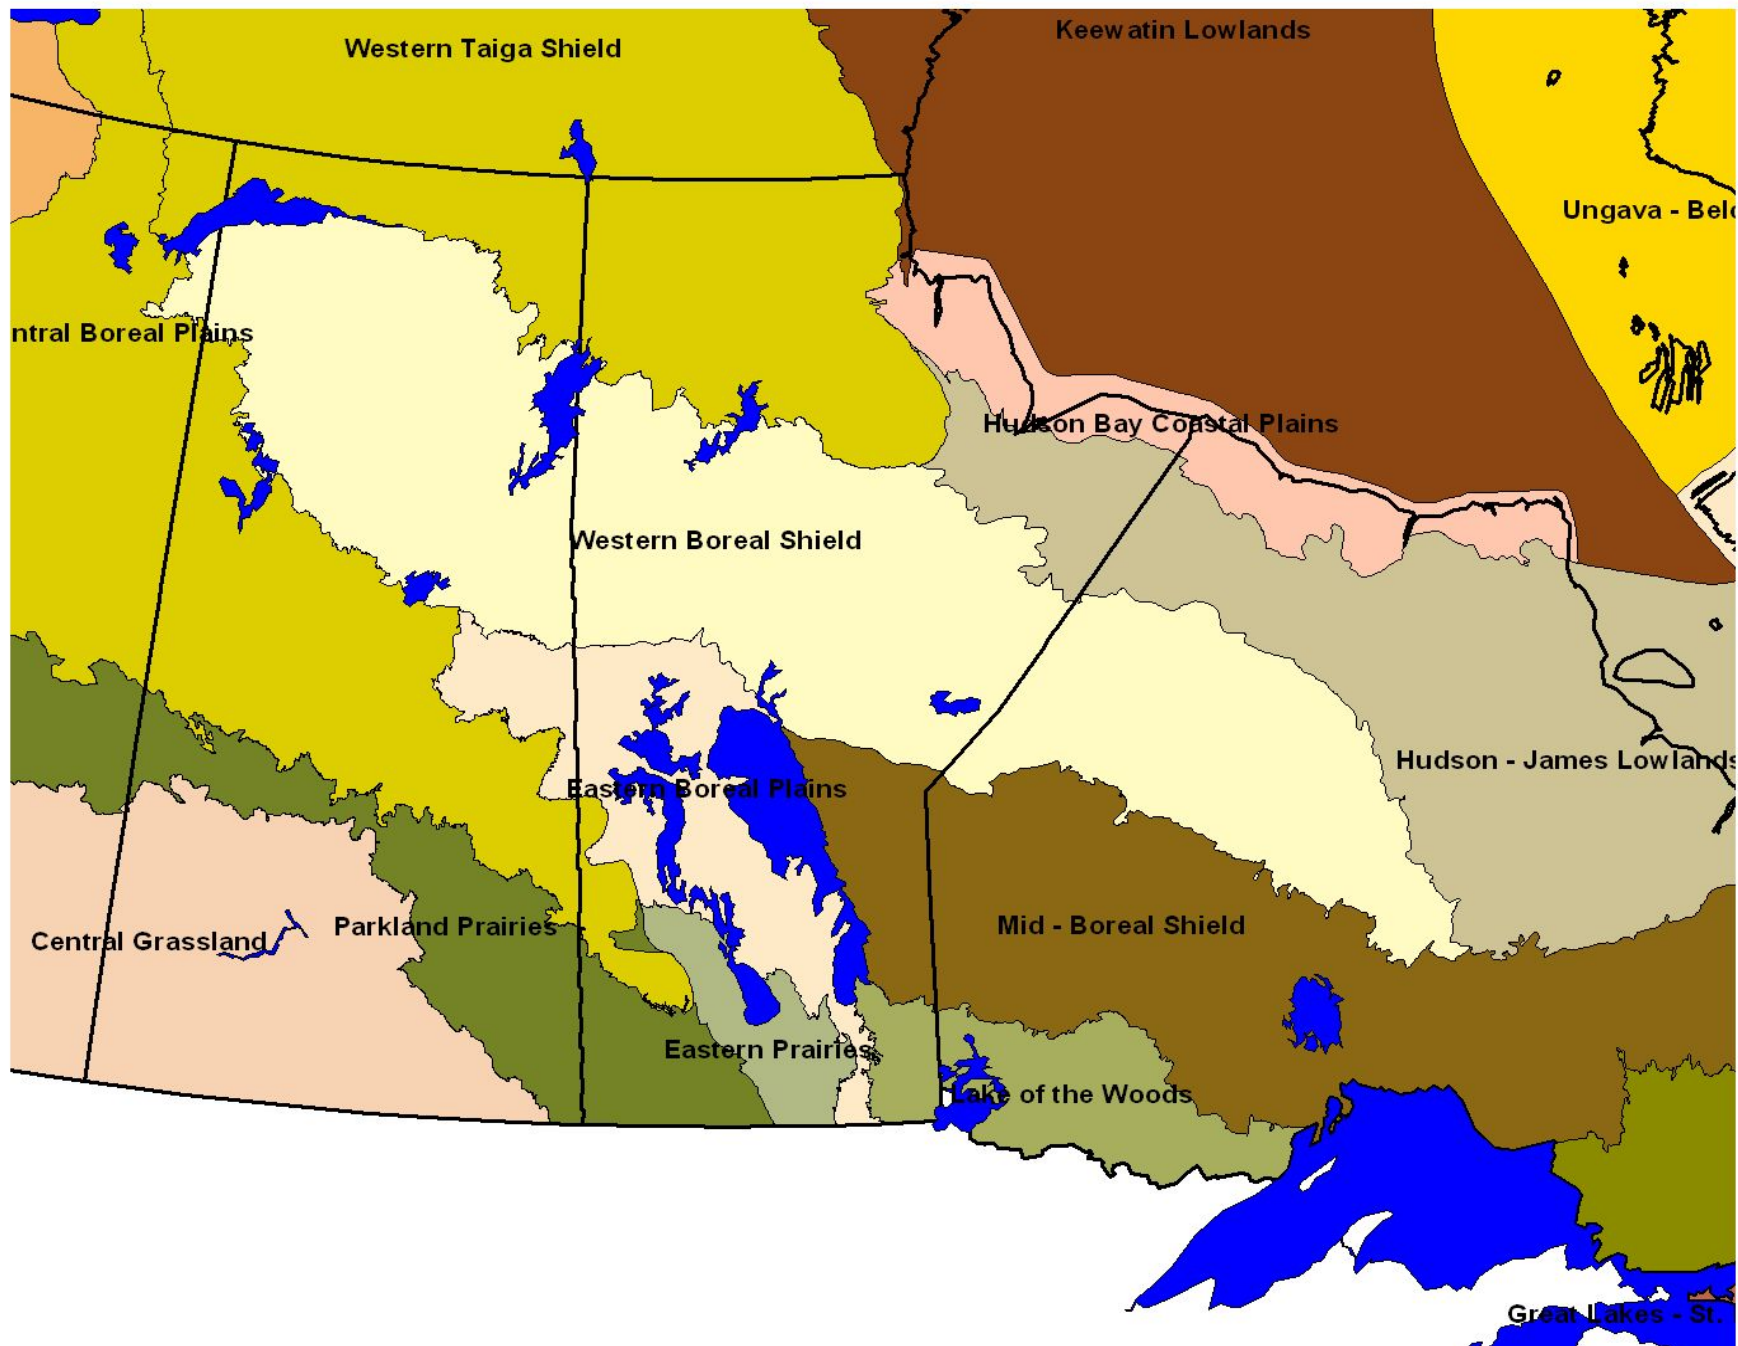 Keewatin Lowlands
Western Taiga Shield
Ungava - Belc
ntral Boreal Plains
Hudson Bay Coastal Plains
Western Boreal Shield
Hudson - James Lowlands
Eastern Boreal Plains
Mid - Boreal Shield
Parkland Prairies
Central Grassland
Eastern Prairies
Lake of the Woods
Great Lakes - St.